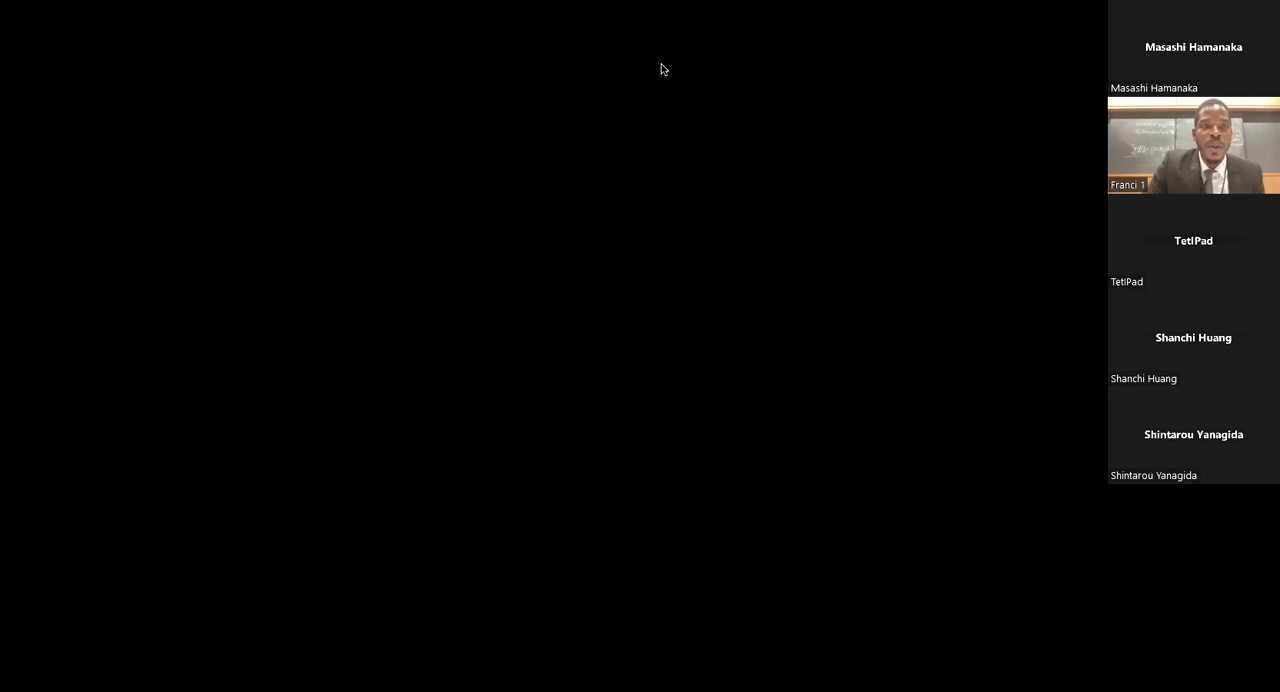 Masashi Hamanaka
Masashi Hamanaka
Franci 1
TetIPad
TetIPad
Shanchi Huang
Shanchi Huang
Shintarou Yanagida
Shintarou Yanagida